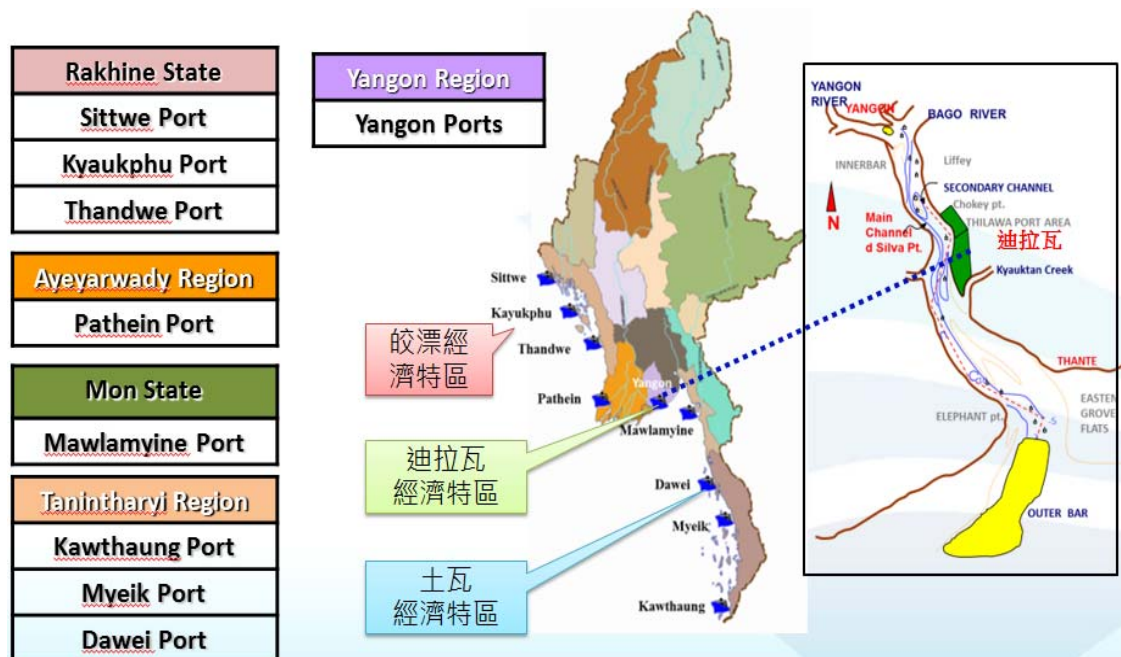 Rakhine State
Sittwe Port
Kyaukphu Port
Thandwe Port
Ayeyarwady Region
Pathein Port
Mon State
Mawlamyine Port
Tanintharyi Region
Kawthaung Port
Myeik Port
Dawei Port
Yangon Region
Yangon Ports
Sittwe
Kayukphu
Thandwe
Pathein
Yangon
Mawlamyine
Dawei
Myeik
Kawthaung
皎漂經
濟特區
迪拉瓦
經濟特區
土瓦
經濟特區
YANGON
RIVER
YANGON
BAGO RIVER
INNERBAR
Liffey
SECONDARY CHANNEL
Chokey pt.
THILAWA PORT AREA
N
Main
Channel
d Silva Pt.
迪拉瓦
Kyauktan Creek
THANTE
ELEPHANT pt.
EASTEN
GROVE
FLATS
OUTER BAR